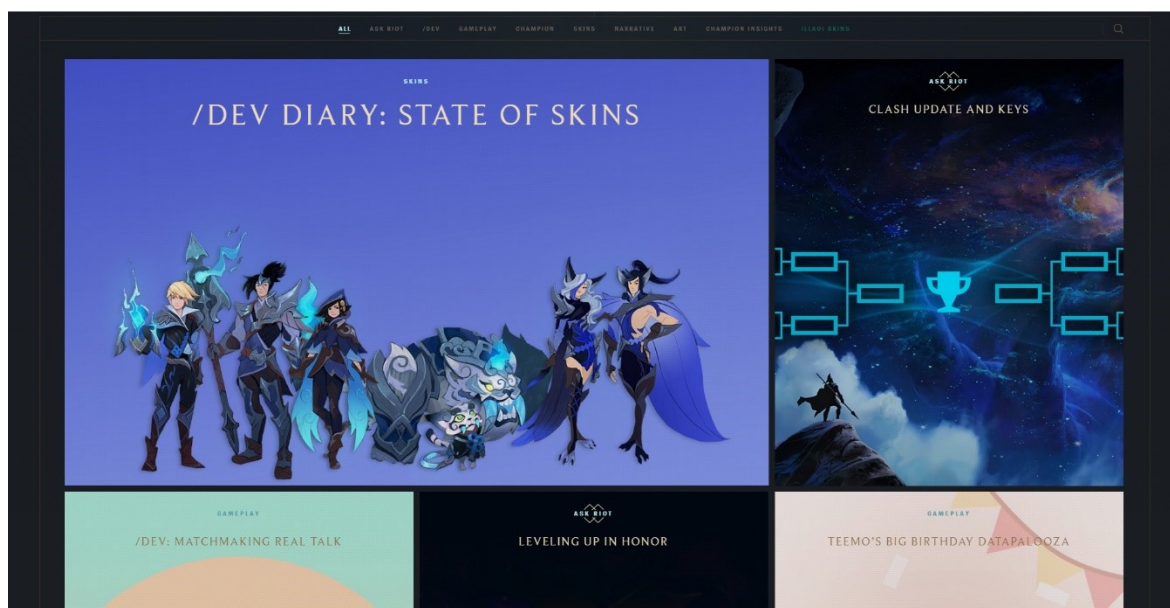 ALL ASK RIOT /DEV GAMEPLAY CHAMPION SKINS NARRATIVE ART CHAMPION INSIGHTS ILLAOI SKINS
SKINS
/DEV DIARY: STATE OF SKINS
ASK RIOT
CLASH UPDATE AND KEYS
GAMEPLAY
/DEV: MATCHMAKING REAL TALK
ASK RIOT
LEVELING UP IN HONOR
GAMEPLAY
TEEMO'S BIG BIRTHDAY DATAPALOOZA